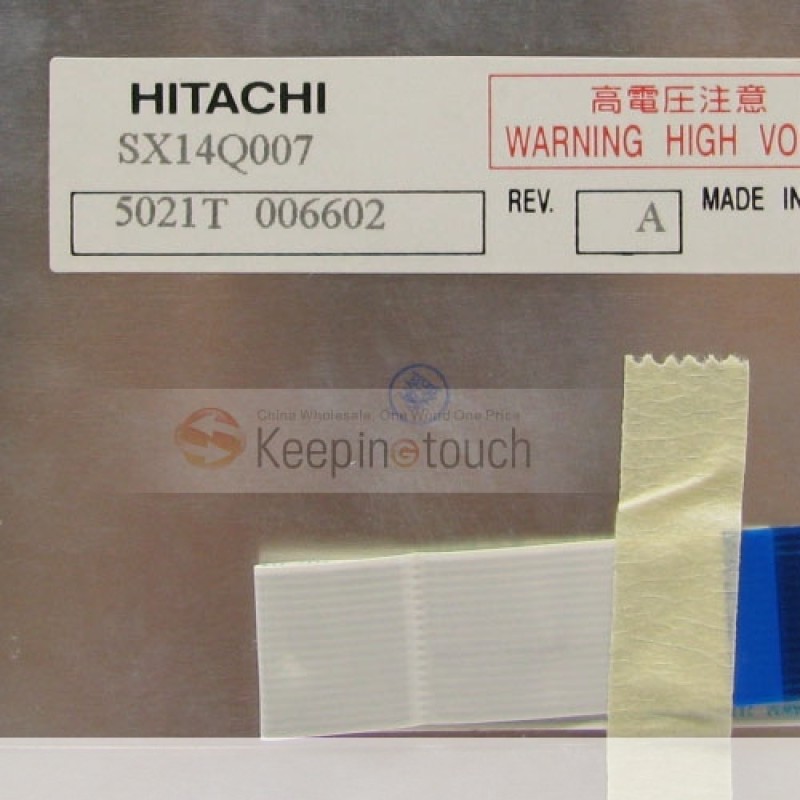 HITACHI
SX14Q007
5021T 006602
高電圧注意
WARNING HIGH VO
REV.
A
MADE IN
China Wholesale, One World One Price
Keepingtouch